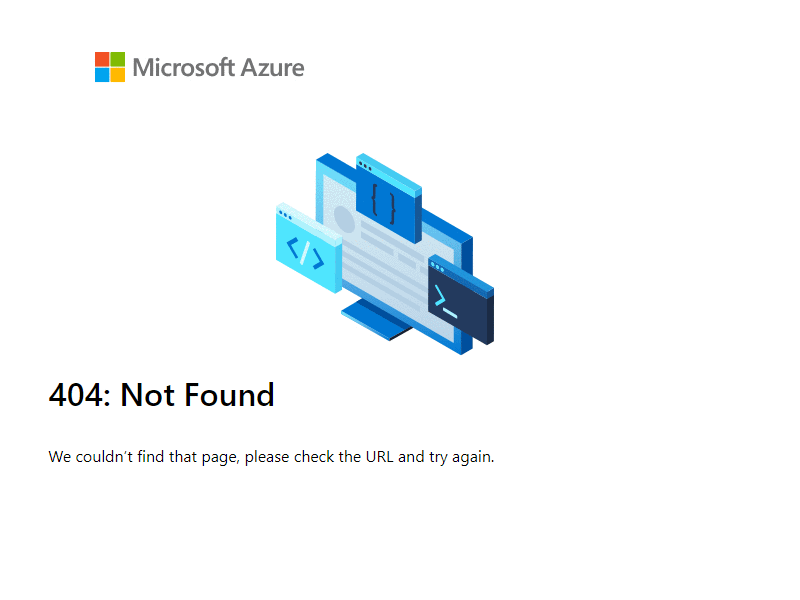 Microsoft Azure
{ }
</>
>_
404: Not Found
We couldn't find that page, please check the URL and try again.